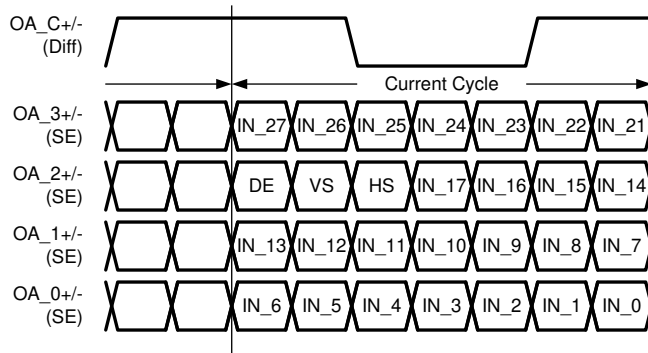 OA_C+/-
(Diff)
Current Cycle
OA_3+/-
(SE)
IN_27 IN_26 IN_25 IN_24 IN_23 IN_22 IN_21
OA_2+/-
(SE)
DE VS HS IN_17 IN_16 IN_15 IN_14
OA_1+/-
(SE)
IN_13 IN_12 IN_11 IN_10 IN_9 IN_8 IN_7
OA_0+/-
(SE)
IN_6 IN_5 IN_4 IN_3 IN_2 IN_1 IN_0